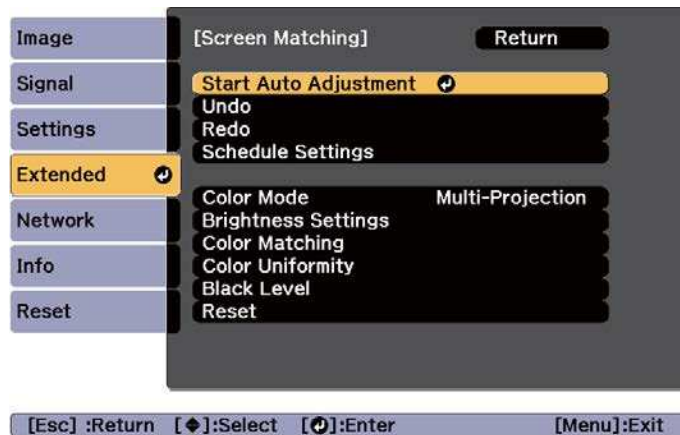 Image
Signal
Settings
Extended
Network
Info
Reset
[Screen Matching] Return
Start Auto Adjustment
Undo
Redo
Schedule Settings
Color Mode Multi-Projection
Brightness Settings
Color Matching
Color Uniformity
Black Level
Reset
[Esc] :Return [◆]:Select [⏎]:Enter [Menu]:Exit